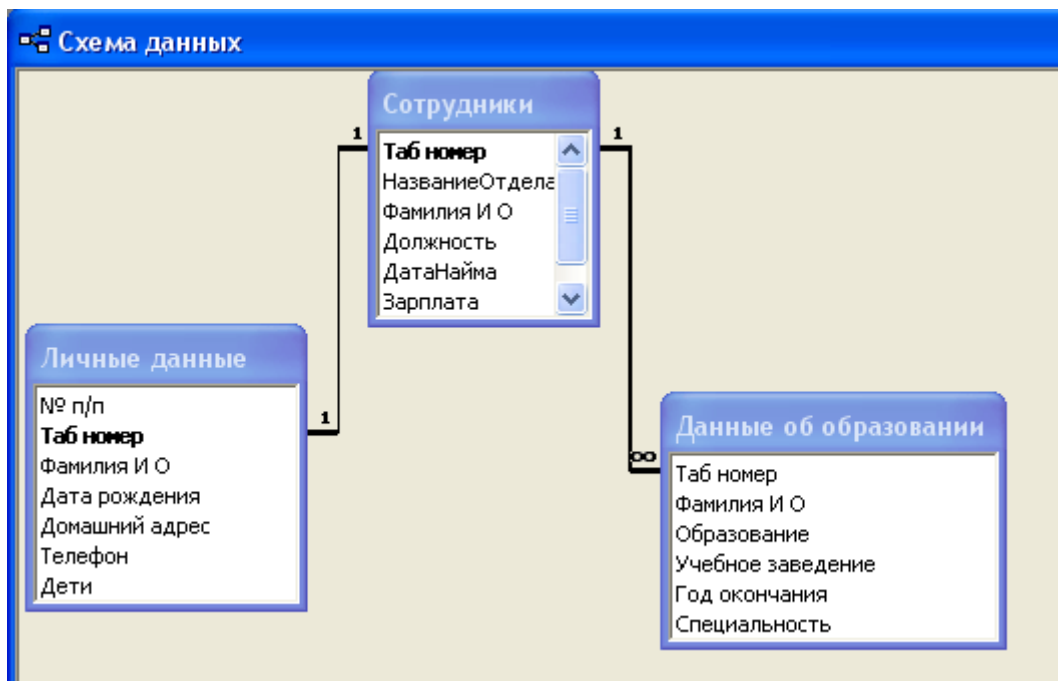 Схема данных
Сотрудники
1
1
Таб номер
НазваниеОтдела
Фамилия И О
Должность
ДатаНайма
Зарплата
Личные данные
№ п/п
1
Таб номер
Фамилия И О
Дата рождения
Домашний адрес
Телефон
Дети
Данные об образовании
∞
Таб номер
Фамилия И О
Образование
Учебное заведение
Год окончания
Специальность